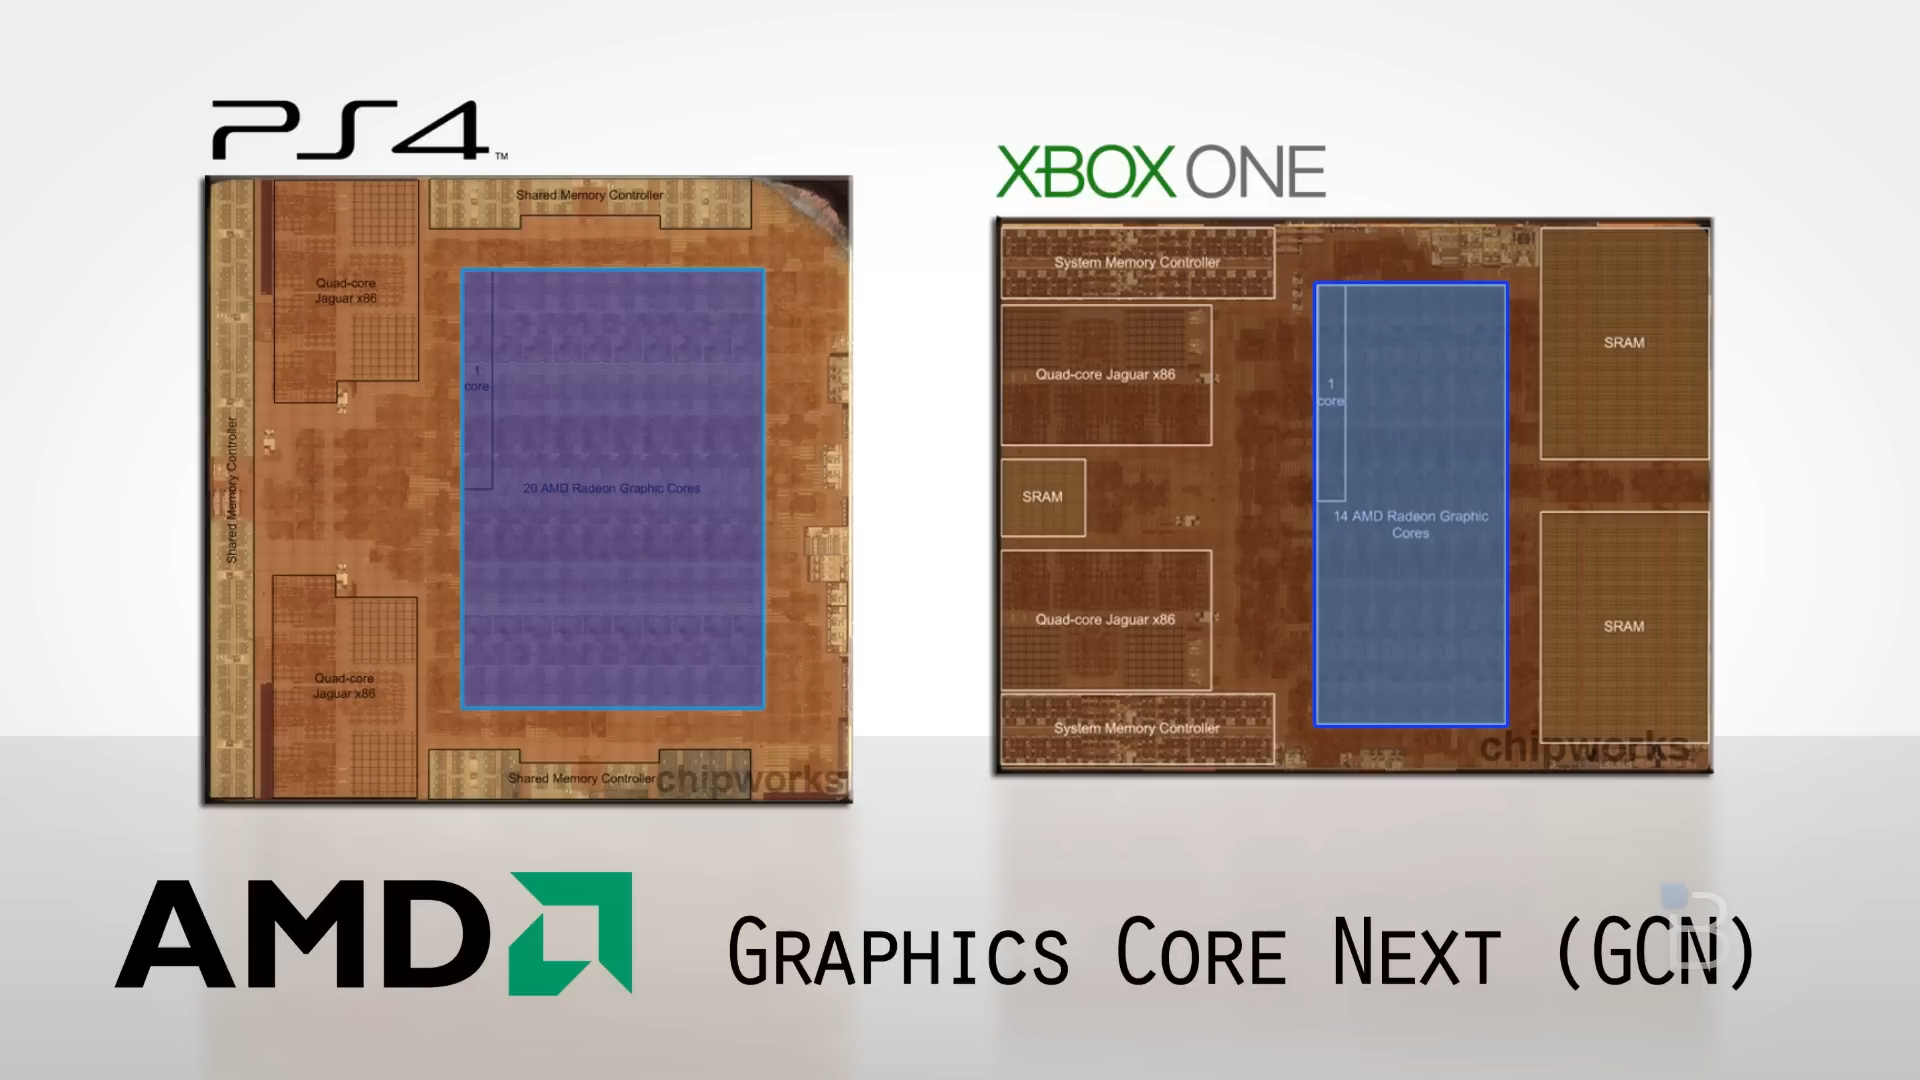 PS4™
Shared Memory Controller
Quad-core
Jaguar x86
1
core
Shared Memory Controller
20 AMD Radeon Graphic Cores
Quad-core
Jaguar x86
Shared Memory Controller
chipworks
XBOX ONE
System Memory Controller
SRAM
Quad-core Jaguar x86
1
core
SRAM
14 AMD Radeon Graphic
Cores
Quad-core Jaguar x86
SRAM
System Memory Controller
chipworks
AMD
GRAPHICS CORE NEXT (GCN)
B